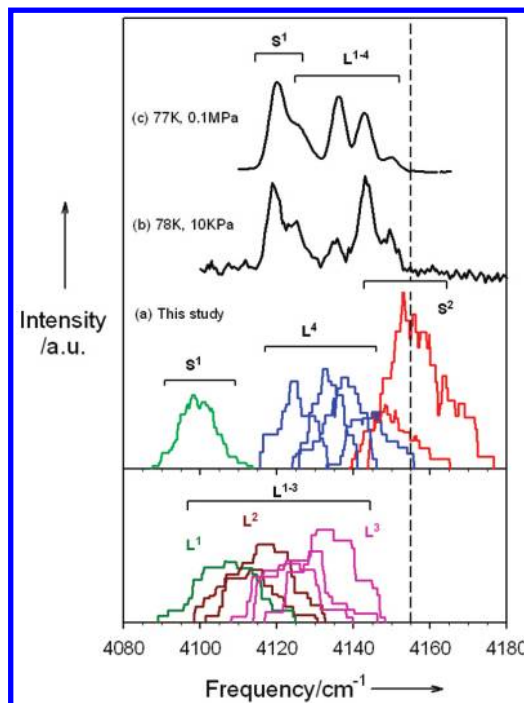 S¹ L¹⁻⁴
(c) 77K, 0.1MPa
(b) 78K, 10KPa
S²
Intensity
/a.u.
(a) This study
L⁴
S¹
L¹⁻³
L¹ L² L³
4080 4100 4120 4140 4160 4180
Frequency/cm⁻¹